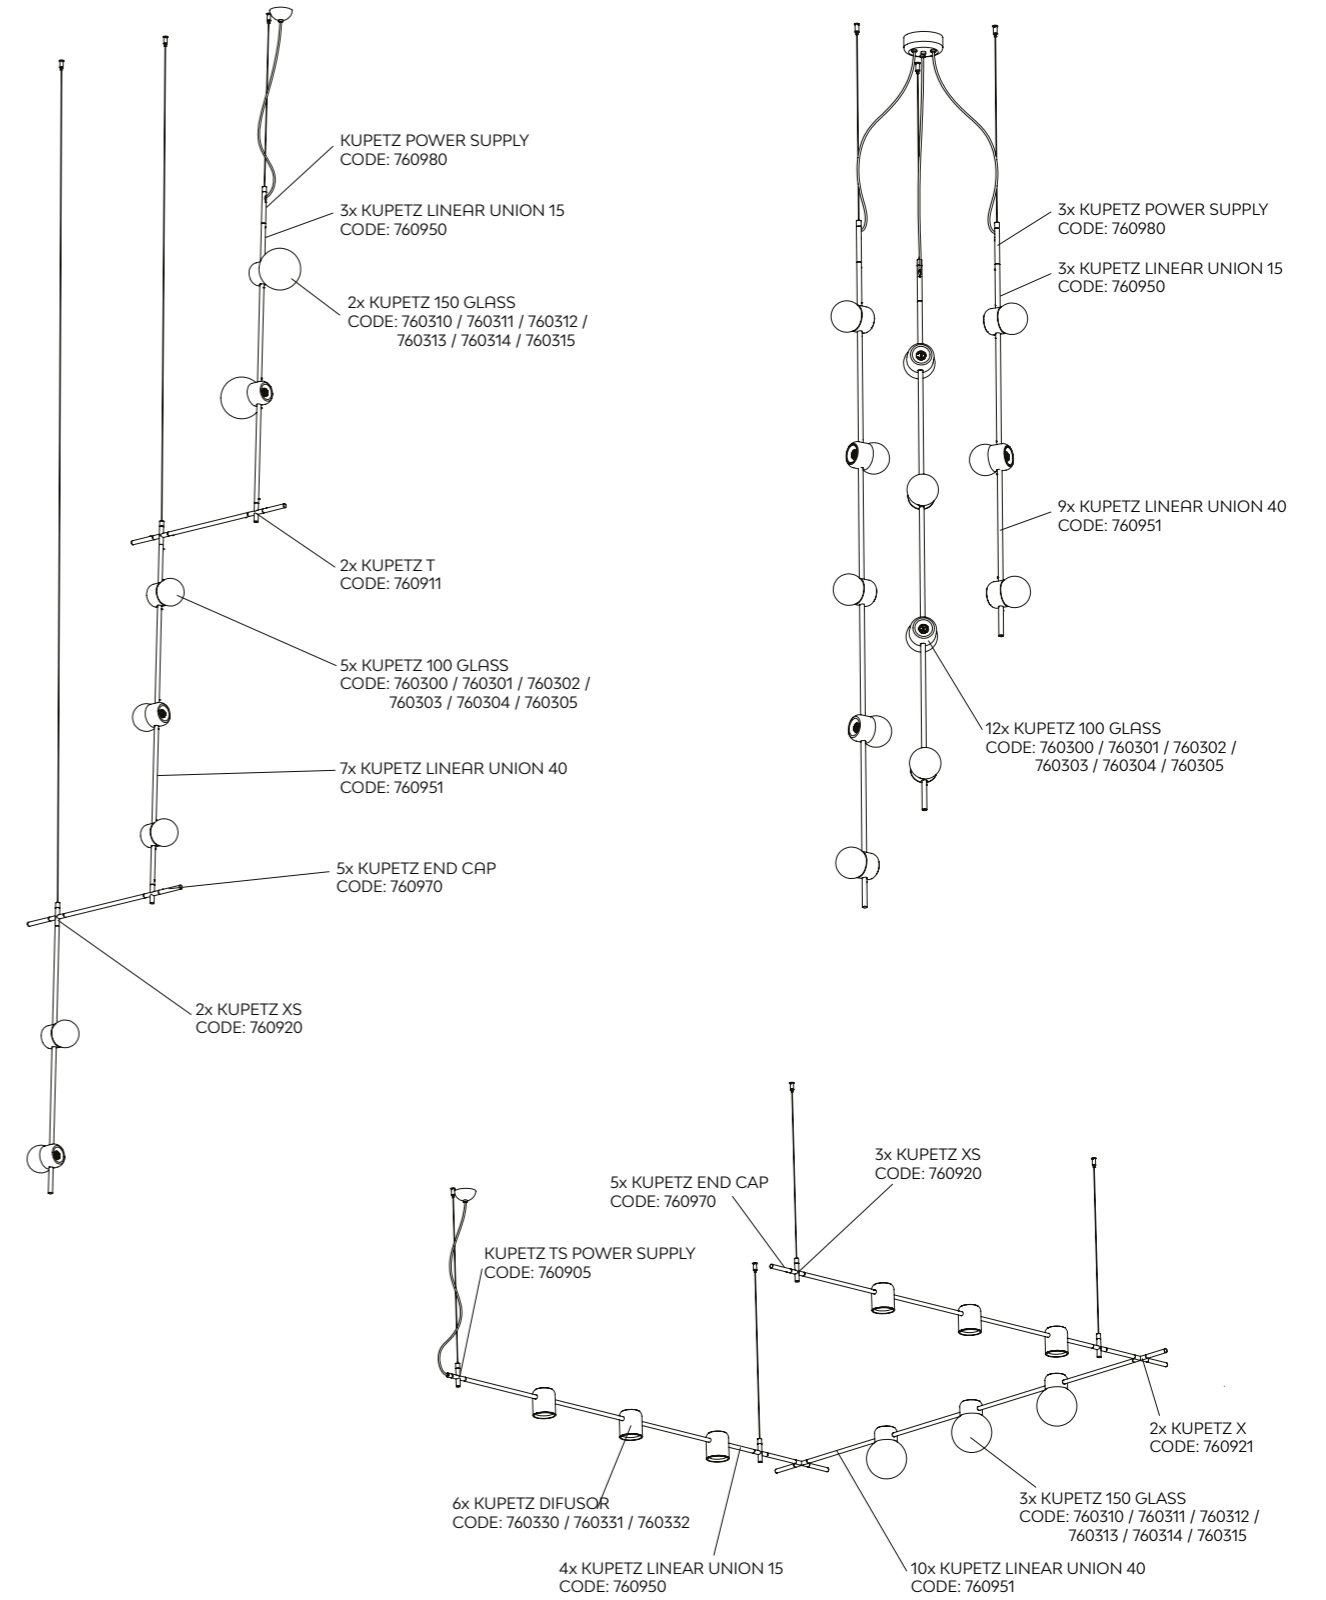 KUPETZ POWER SUPPLY
CODE: 760980
3x KUPETZ LINEAR UNION 15
CODE: 760950
2x KUPETZ 150 GLASS
CODE: 760310 / 760311 / 760312 /
760313 / 760314 / 760315
2x KUPETZ T
CODE: 760911
5x KUPETZ 100 GLASS
CODE: 760300 / 760301 / 760302 /
760303 / 760304 / 760305
7x KUPETZ LINEAR UNION 40
CODE: 760951
5x KUPETZ END CAP
CODE: 760970
2x KUPETZ XS
CODE: 760920
3x KUPETZ POWER SUPPLY
CODE: 760980
3x KUPETZ LINEAR UNION 15
CODE: 760950
9x KUPETZ LINEAR UNION 40
CODE: 760951
12x KUPETZ 100 GLASS
CODE: 760300 / 760301 / 760302 /
760303 / 760304 / 760305
3x KUPETZ XS
CODE: 760920
5x KUPETZ END CAP
CODE: 760970
KUPETZ TS POWER SUPPLY
CODE: 760905
2x KUPETZ X
CODE: 760921
3x KUPETZ 150 GLASS
CODE: 760310 / 760311 / 760312 /
760313 / 760314 / 760315
6x KUPETZ DIFUSOR
CODE: 760330 / 760331 / 760332
4x KUPETZ LINEAR UNION 15
CODE: 760950
10x KUPETZ LINEAR UNION 40
CODE: 760951